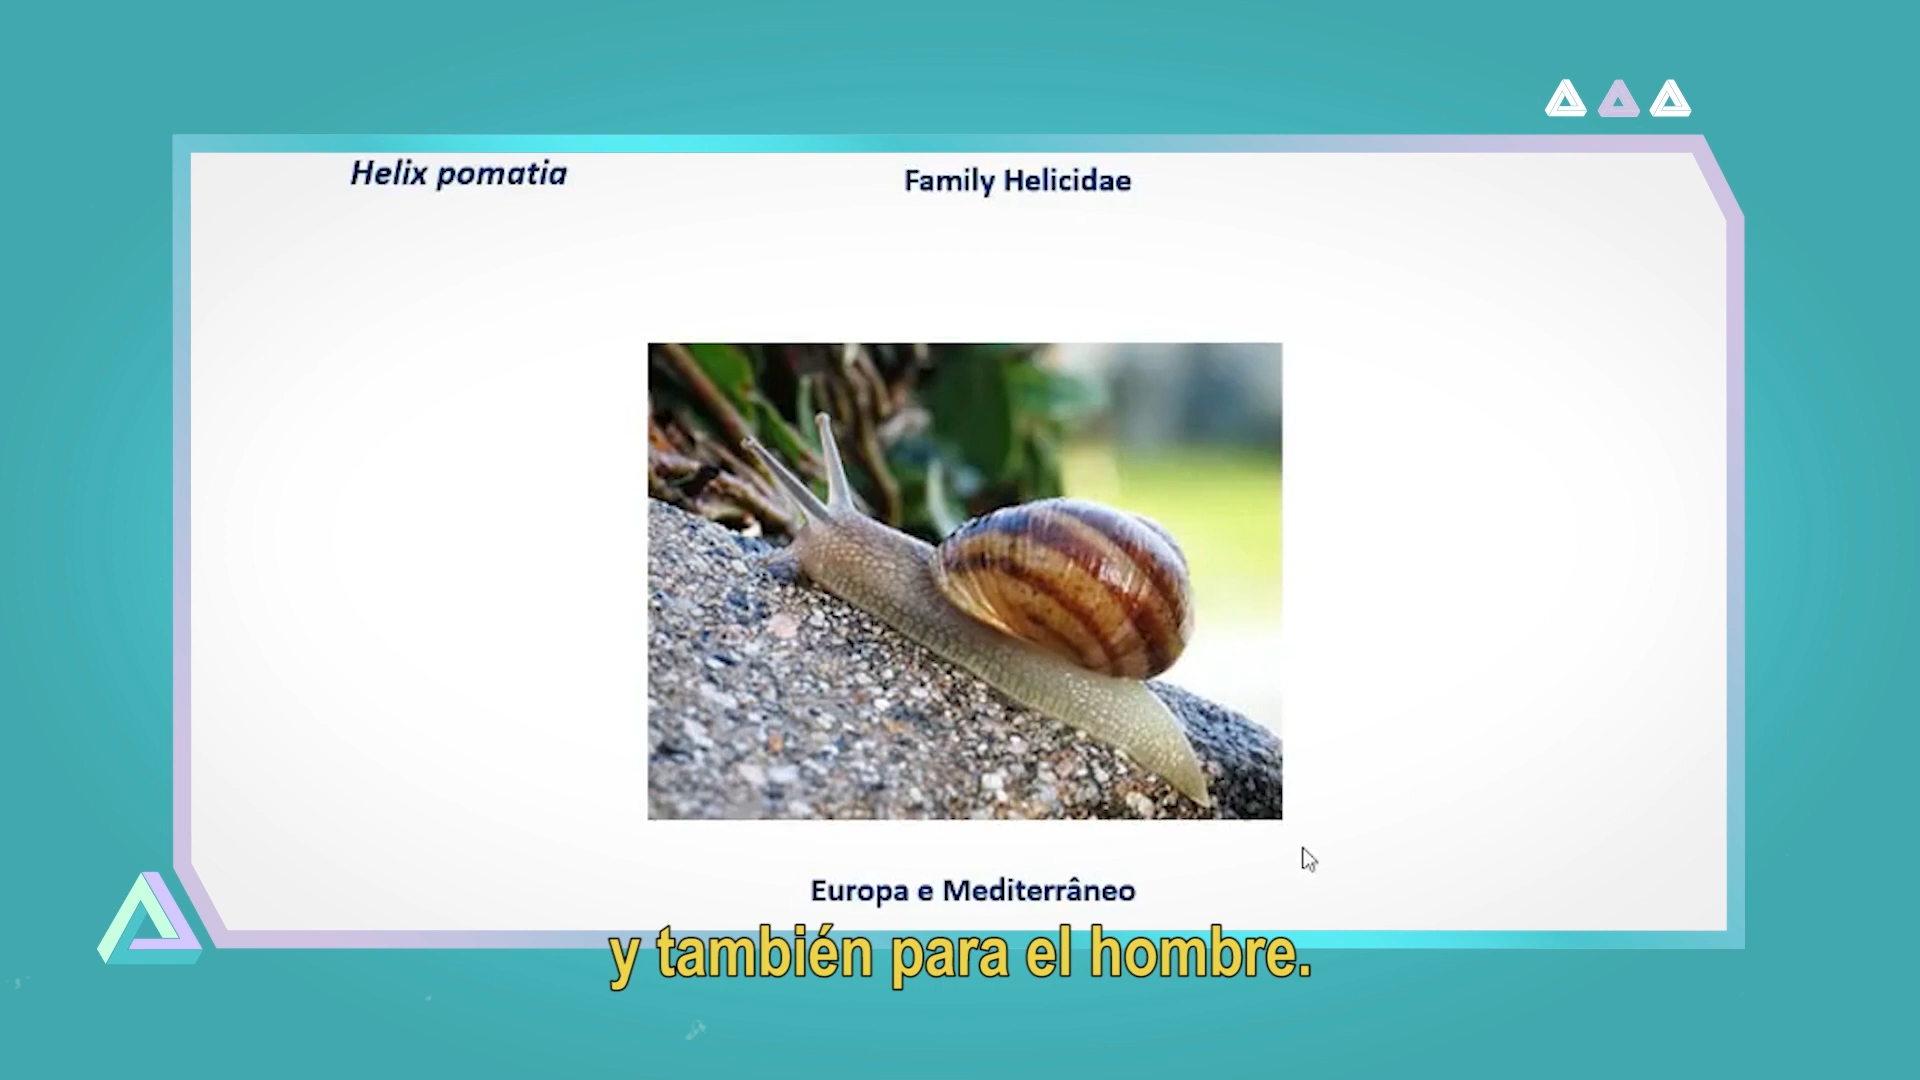 Helix pomatia
Family Helicidae
Europa e Mediterrâneo
y también para el hombre.